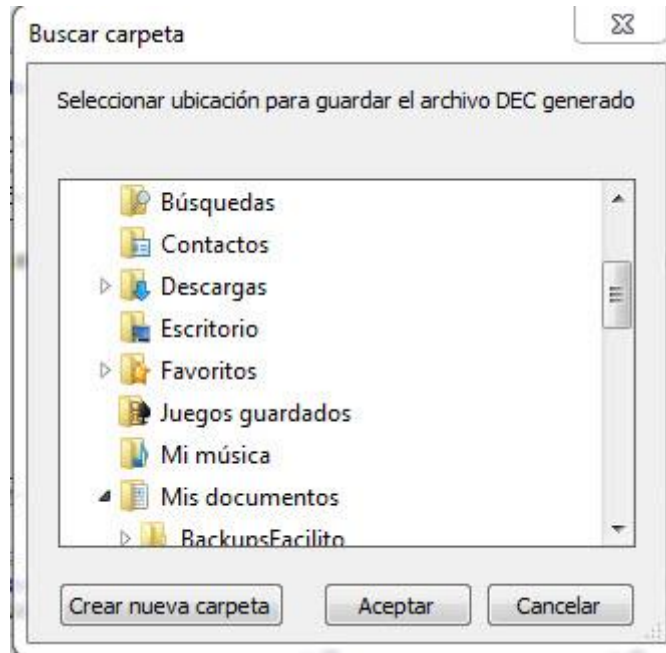 Buscar carpeta
Seleccionar ubicación para guardar el archivo DEC generado
Búsquedas
Contactos
Descargas
Escritorio
Favoritos
Juegos guardados
Mi música
Mis documentos
BackupsFacilito
Crear nueva carpeta
Aceptar
Cancelar